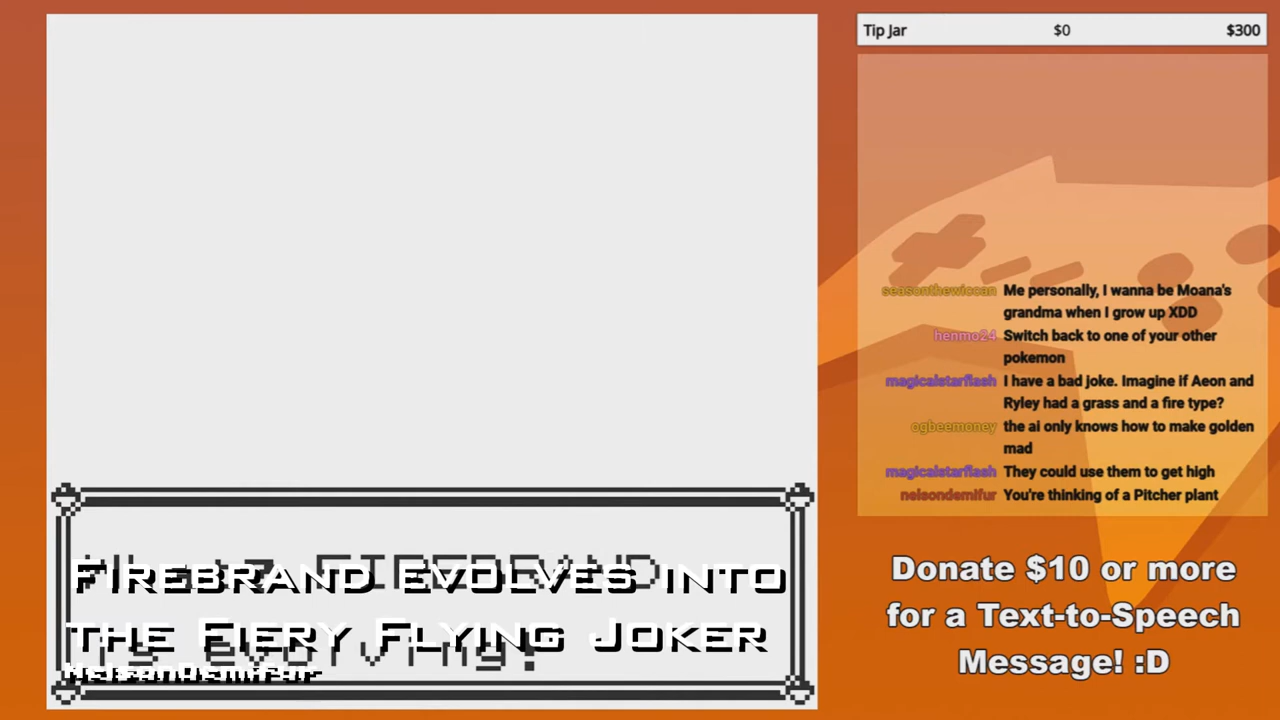 Tip Jar $0 $300
seasonthewiccan Me personally, I wanna be Moana's
grandma when I grow up XDD
henmo24 Switch back to one of your other
pokemon
magicalstarflash I have a bad joke. Imagine if Aeon and
Ryley had a grass and a fire type?
ogbeemoney the ai only knows how to make golden
mad
magicalstarflash They could use them to get high
nelsondemifur You're thinking of a Pitcher plant
FIREBRAND
FIREBRAND EVOLVES INTO
THE FIERY FLYING JOKER
evolving!
NelsonDemiFur
Donate $10 or more
for a Text-to-Speech
Message! :D